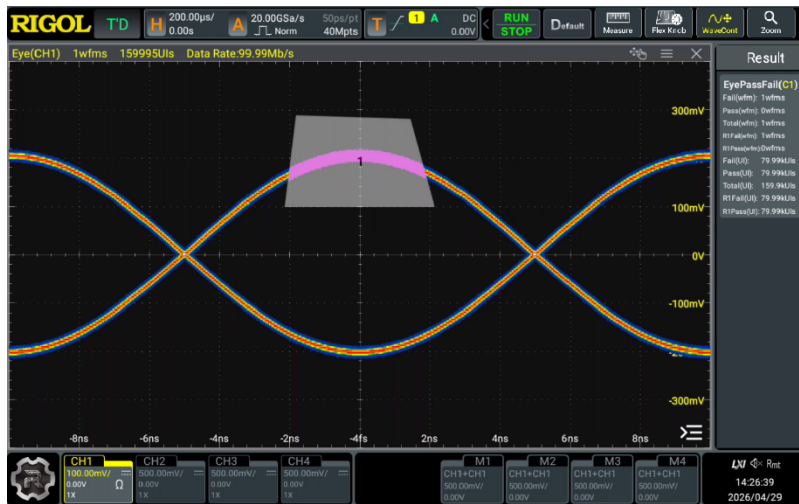 RIGOL T'D H 200.00μs/ 0.00s A 20.00GSa/s Norm 50ps/pt 40Mpts T 1 A DC 0.00V RUN STOP Default Measure Flex Knob WaveCont Zoom
Eye(CH1) 1wfms 159995UIs Data Rate:99.99Mb/s
Result
EyePassFail(C1)
Fail(wfm): 1wfms
Pass(wfm): 0wfms
Total(wfm): 1wfms
R1Fail(wfm): 1wfms
R1Pass(wfm):0wfms
Fail(UI): 79.99kUIs
Pass(UI): 79.99kUIs
Total(UI): 159.9kUIs
R1Fail(UI): 79.99kUIs
R1Pass(UI): 79.99kUIs
300mV
1
100mV
0V
-100mV
-300mV
-8ns -6ns -4ns -2ns -4fs 2ns 4ns 6ns 8ns
CH1 100.00mV/ 0.00V Ω 1X
CH2 500.00mV/ 0.00V 1X
CH3 500.00mV/ 0.00V 1X
CH4 500.00mV/ 0.00V 1X
M1 CH1+CH1 500.00mV/ 0.00V
M2 CH1+CH1 500.00mV/ 0.00V
M3 CH1+CH1 500.00mV/ 0.00V
M4 CH1+CH1 500.00mV/ 0.00V
LXI Rmt
14:26:39
2026/04/29